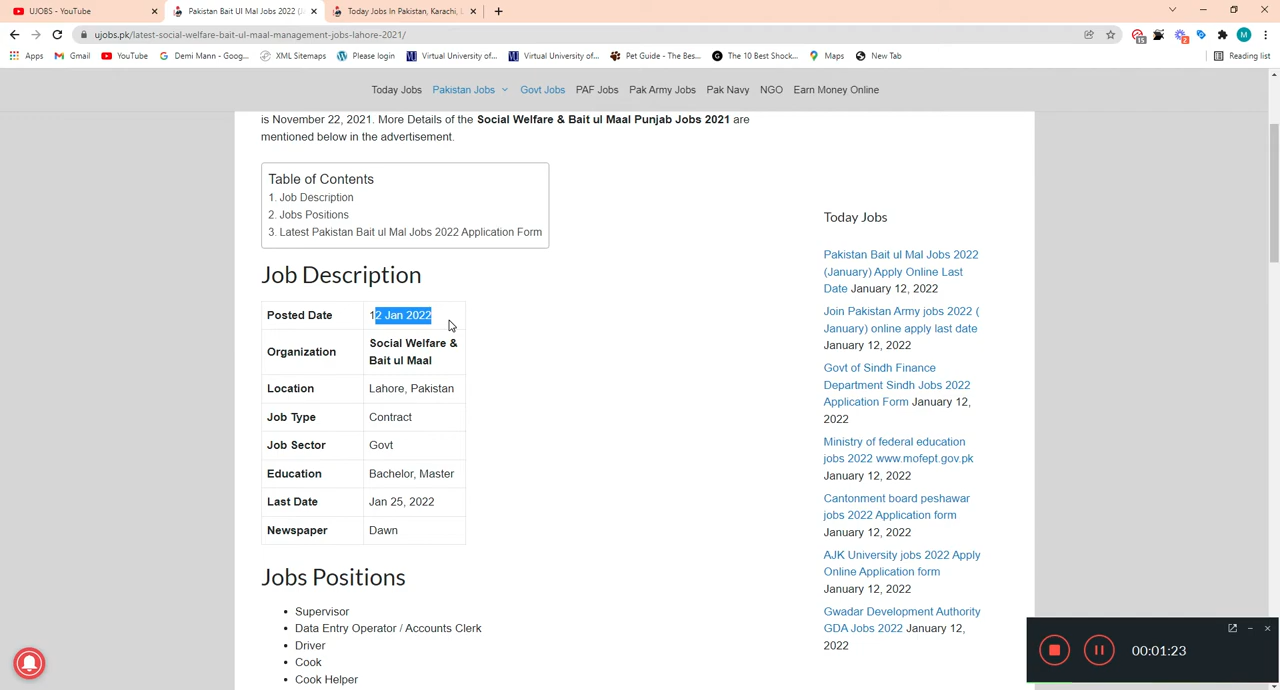 UJOBS - YouTube
Pakistan Bait Ul Mal Jobs 2022 (Ja
Today Jobs In Pakistan, Karachi, L
ujobs.pk/latest-social-welfare-bait-ul-maal-management-jobs-lahore-2021/
15
2
M
Apps
Gmail
YouTube
Demi Mann - Goog...
XML Sitemaps
Please login
Virtual University of...
Virtual University of...
Pet Guide - The Bes...
The 10 Best Shock...
Maps
New Tab
Reading list
Today Jobs
Pakistan Jobs
Govt Jobs
PAF Jobs
Pak Army Jobs
Pak Navy
NGO
Earn Money Online
is November 22, 2021. More Details of the Social Welfare & Bait ul Maal Punjab Jobs 2021 are
mentioned below in the advertisement.
Table of Contents
1. Job Description
2. Jobs Positions
3. Latest Pakistan Bait ul Mal Jobs 2022 Application Form
Job Description
Posted Date 12 Jan 2022
Organization Social Welfare &
Bait ul Maal
Location Lahore, Pakistan
Job Type Contract
Job Sector Govt
Education Bachelor, Master
Last Date Jan 25, 2022
Newspaper Dawn
Jobs Positions
• Supervisor
• Data Entry Operator / Accounts Clerk
• Driver
• Cook
• Cook Helper
Today Jobs
Pakistan Bait ul Mal Jobs 2022
(January) Apply Online Last
Date January 12, 2022
Join Pakistan Army jobs 2022 (
January) online apply last date
January 12, 2022
Govt of Sindh Finance
Department Sindh Jobs 2022
Application Form January 12,
2022
Ministry of federal education
jobs 2022 www.mofept.gov.pk
January 12, 2022
Cantonment board peshawar
jobs 2022 Application form
January 12, 2022
AJK University jobs 2022 Apply
Online Application form
January 12, 2022
Gwadar Development Authority
GDA Jobs 2022 January 12,
2022
00:01:23